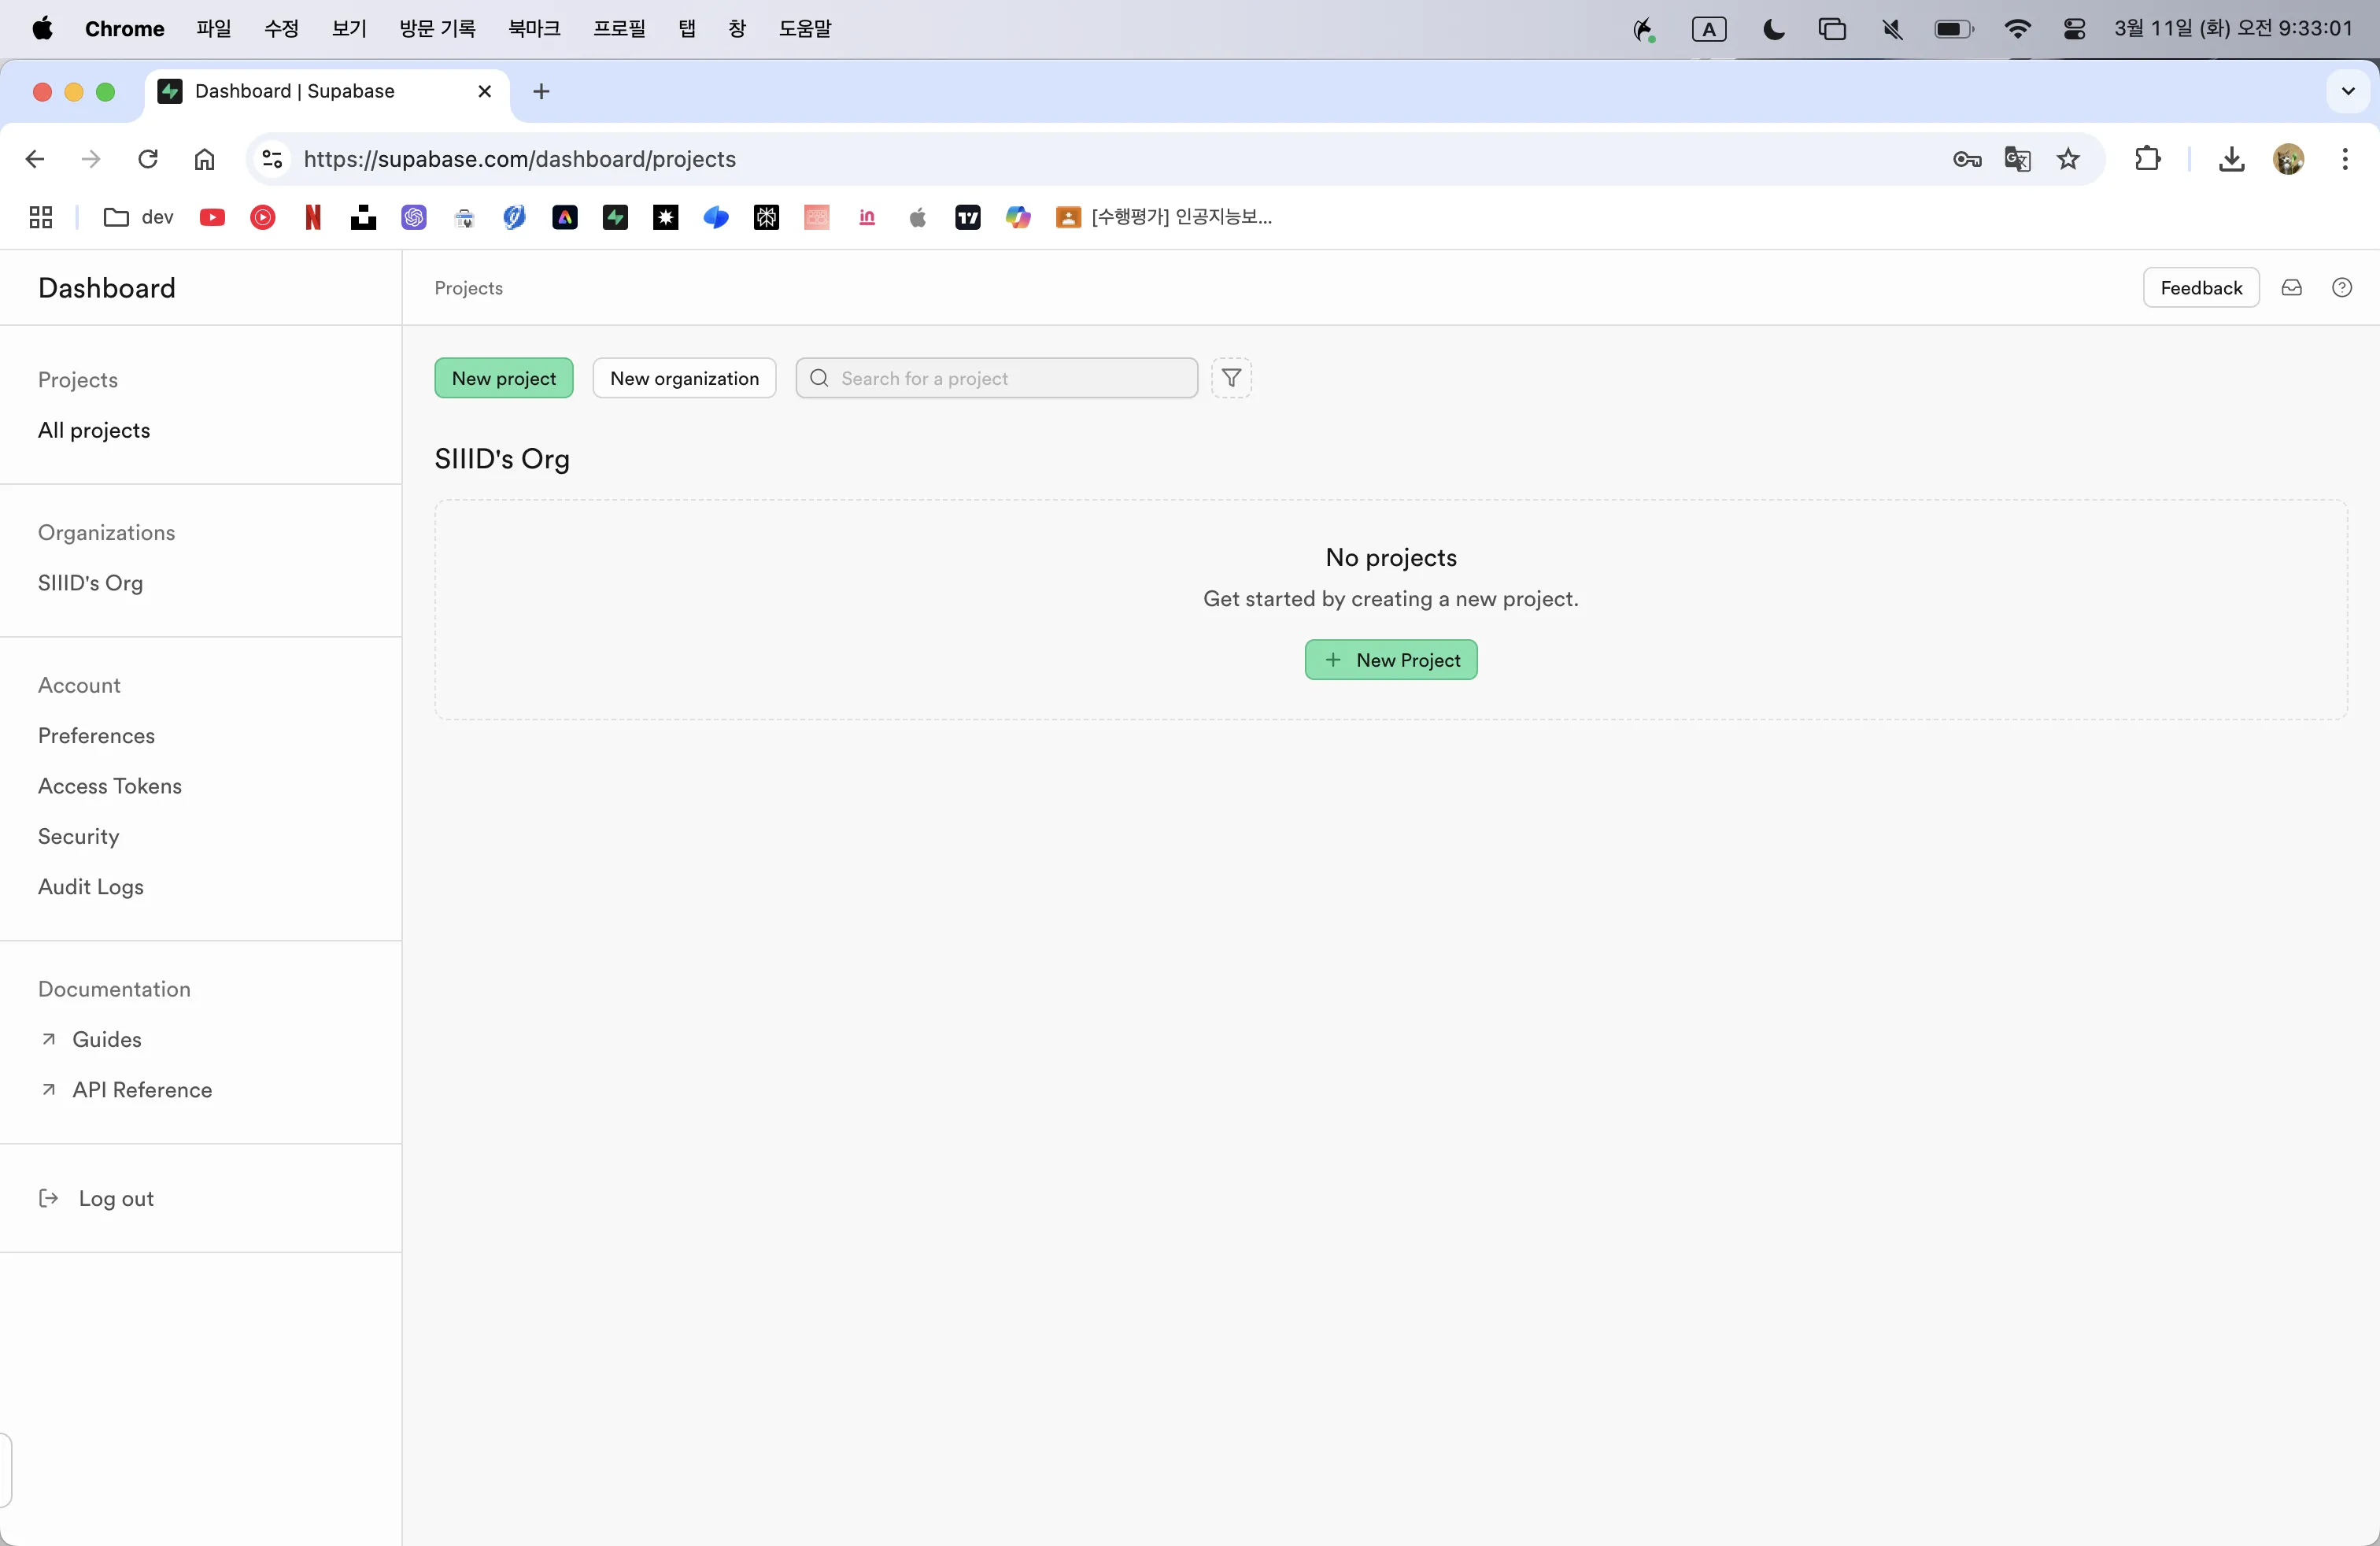 Chrome 파일 수정 보기 방문 기록 북마크 프로필 탭 창 도움말 A 3월 11일 (화) 오전 9:33:01
Dashboard | Supabase
https://supabase.com/dashboard/projects
dev [수행평가] 인공지능보...
Dashboard
Projects
Feedback
Projects
All projects
Organizations
SIIID's Org
Account
Preferences
Access Tokens
Security
Audit Logs
Documentation
Guides
API Reference
Log out
New project New organization Search for a project
SIIID's Org
No projects
Get started by creating a new project.
New Project